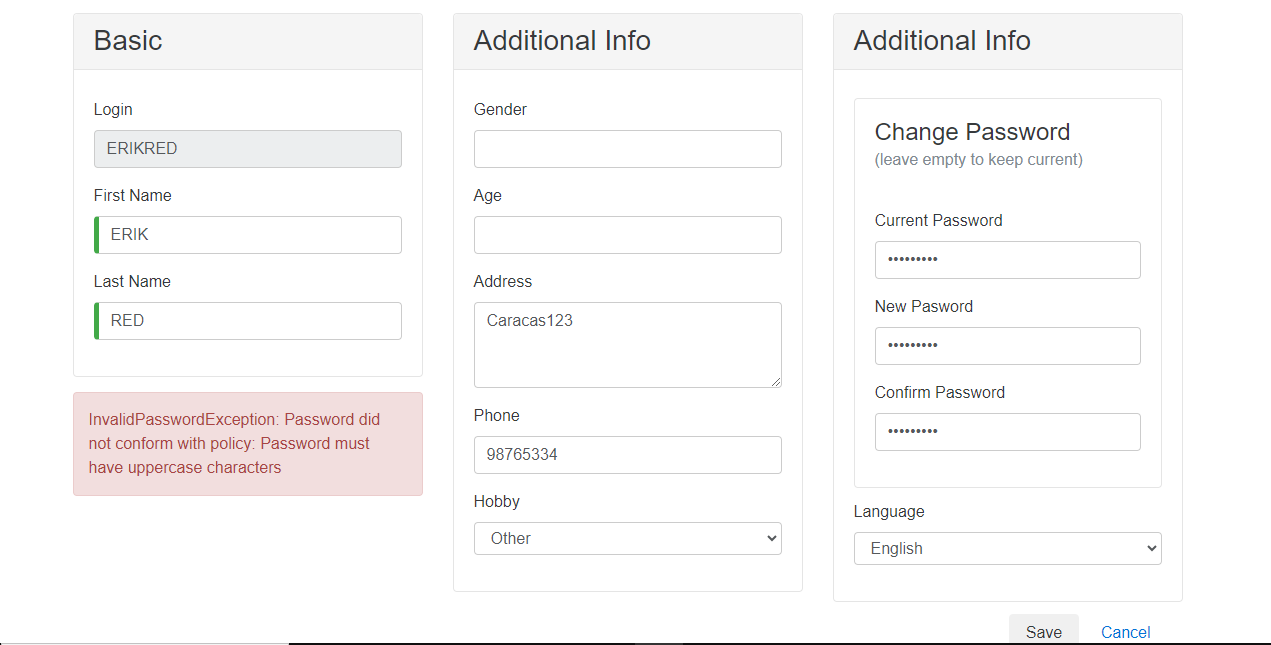 Basic
Login
ERIKRED
First Name
ERIK
Last Name
RED
InvalidPasswordException: Password did
not conform with policy: Password must
have uppercase characters
Additional Info
Gender
Age
Address
Caracas123
Phone
98765334
Hobby
Other
Additional Info
Change Password
(leave empty to keep current)
Current Password
•••••••••
New Pasword
•••••••••
Confirm Password
•••••••••
Language
English
Save Cancel